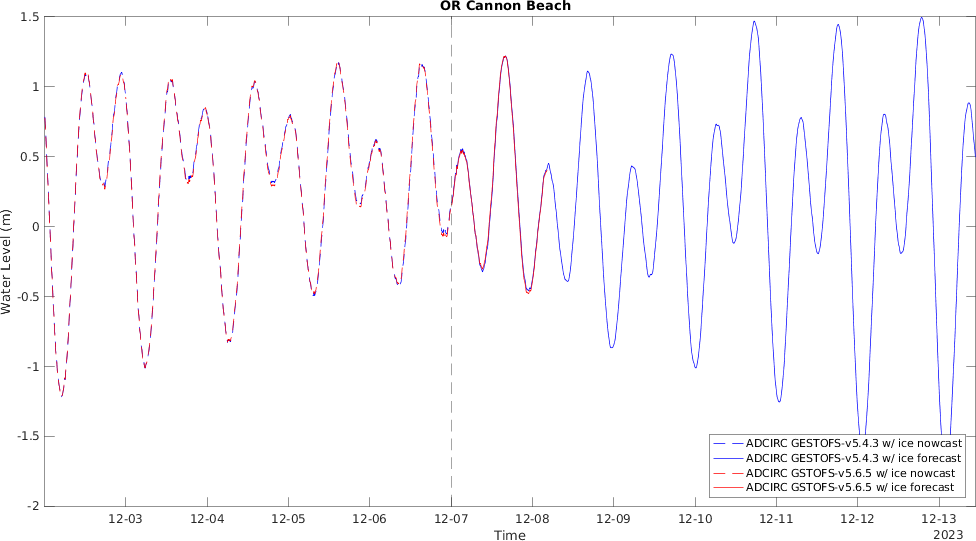 OR Cannon Beach
1.5
1
0.5
0
-0.5
-1
-1.5
-2
Water Level (m)
12-03 12-04 12-05 12-06 12-07 12-08 12-09 12-10 12-11 12-12 12-13
Time
2023
ADCIRC GESTOFS-v5.4.3 w/ ice nowcast
ADCIRC GESTOFS-v5.4.3 w/ ice forecast
ADCIRC GSTOFS-v5.6.5 w/ ice nowcast
ADCIRC GSTOFS-v5.6.5 w/ ice forecast